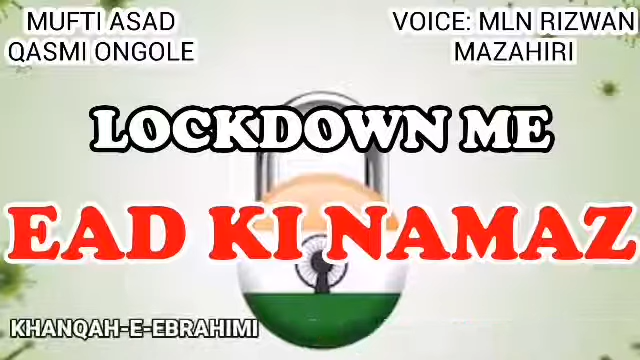 MUFTI ASAD
QASMI ONGOLE
VOICE: MLN RIZWAN
MAZAHIRI
LOCKDOWN ME
EAD KI NAMAZ
KHANQAH-E-EBRAHIMI